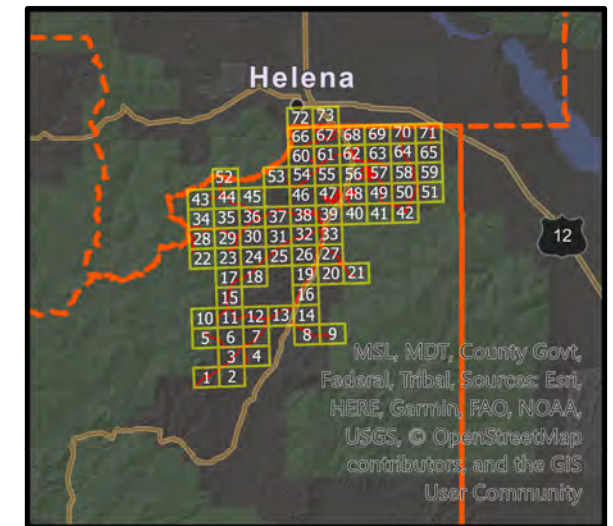 Helena
72 73
66 67 68 69 70 71
60 61 62 63 64 65
52 53 54 55 56 57 58 59
43 44 45 46 47 48 49 50 51
34 35 36 37 38 39 40 41 42
28 29 30 31 32 33
12
22 23 24 25 26 27
17 18 19 20 21
15 16
10 11 12 13 14
5 6 7 8 9
3 4
1 2
MSL, MDT, County Govt,
Federal, Tribal, Sources: Esri,
HERE, Garmin, FAO, NOAA,
USGS, © OpenStreetMap
contributors, and the GIS
User Community